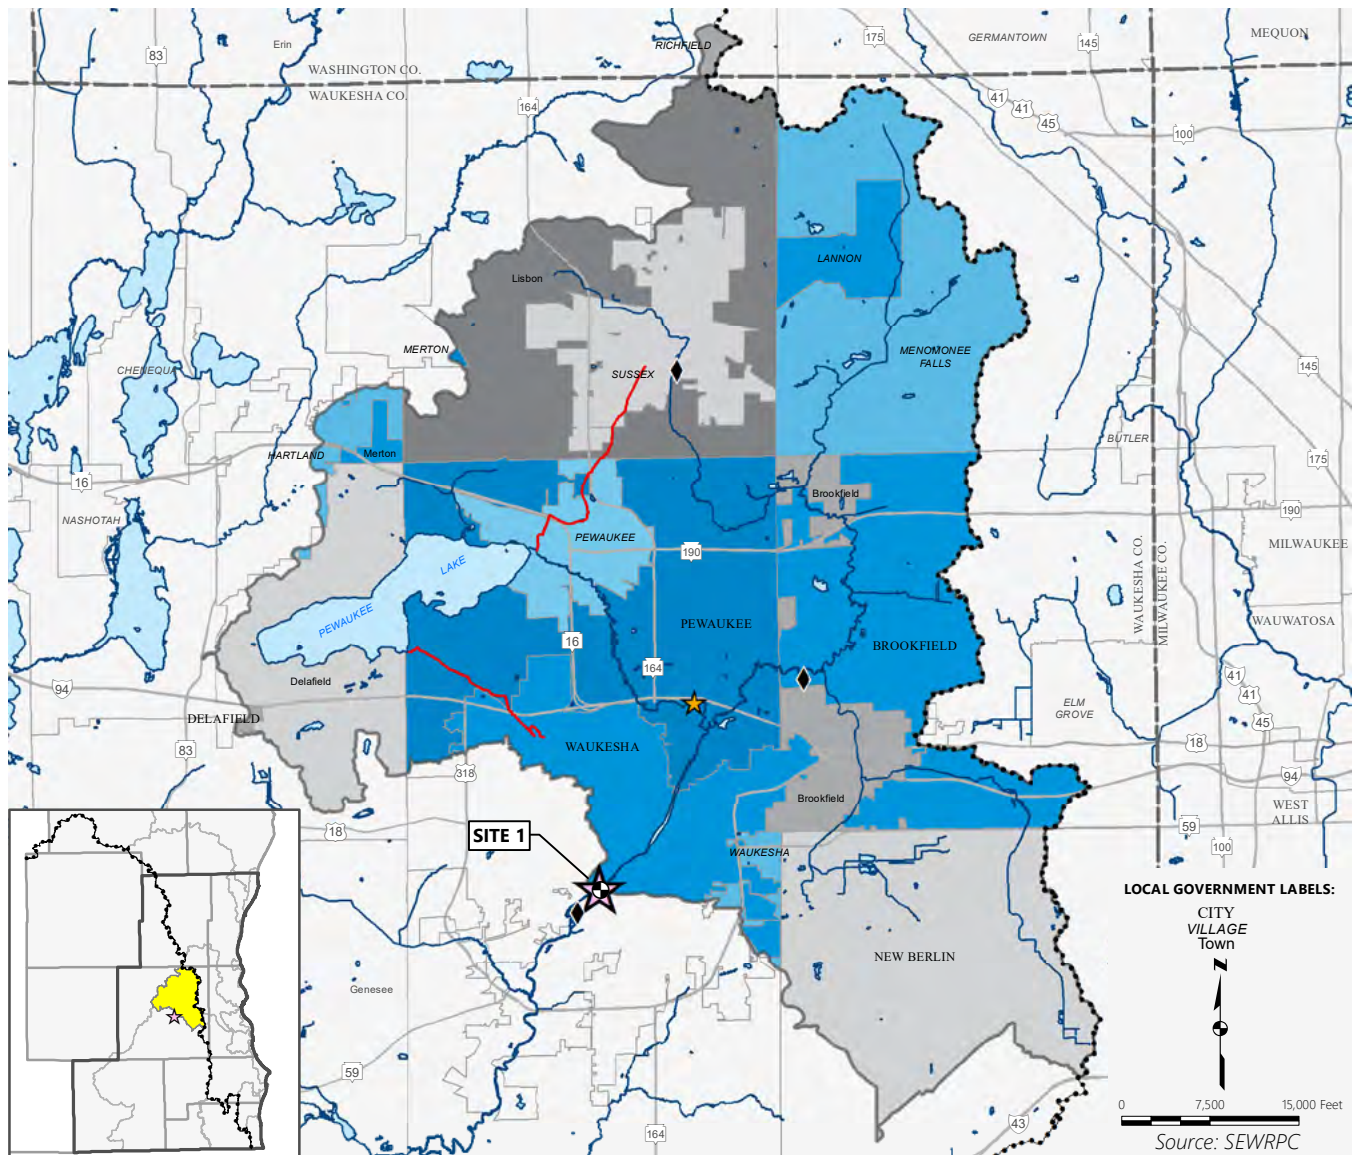 RICHFIELD
175
GERMANTOWN
145
MEQUON
83
Erin
WASHINGTON CO.
WAUKESHA CO.
164
41
41
45
100
LANNON
Lisbon
MERTON
MENOMONEE
FALLS
CHENEQUA
SUSSEX
145
BUTLER
HARTLAND
Merton
175
16
Brookfield
190
NASHOTAH
PEWAUKEE
190
MILWAUKEE
LAKE
PEWAUKEE
WAUKESHA CO.
MILWAUKEE CO.
PEWAUKEE
WAUWATOSA
16
BROOKFIELD
164
41
94
Delafield
41
ELM
GROVE
45
DELAFIELD
WAUKESHA
18
83
318
94
Brookfield
WEST
ALLIS
18
59
SITE 1
100
WAUKESHA
LOCAL GOVERNMENT LABELS:
CITY
VILLAGE
Town
NEW BERLIN
Genesee
Z
59
0 7,500 15,000 Feet
43
164
Source: SEWRPC